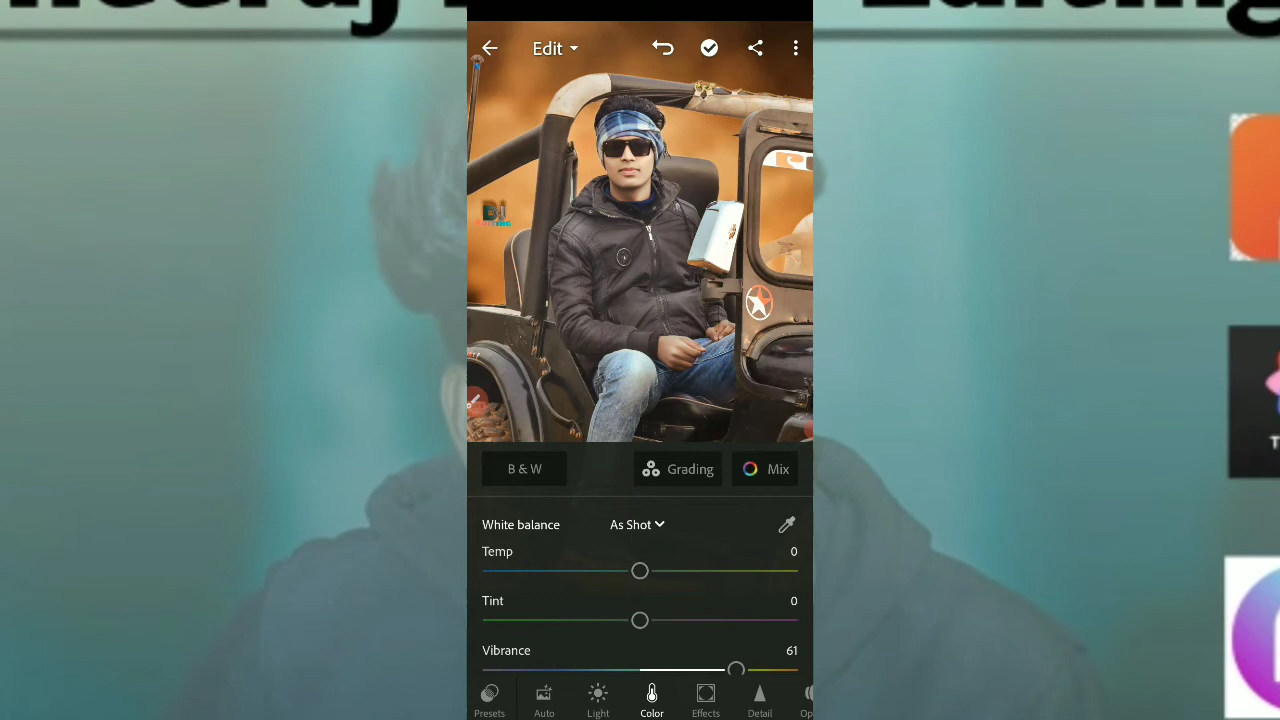 Edit
B & W
Grading
Mix
White balance
As Shot
Temp
0
Tint
0
Vibrance
61
Presets
Auto
Light
Color
Effects
Detail
Op